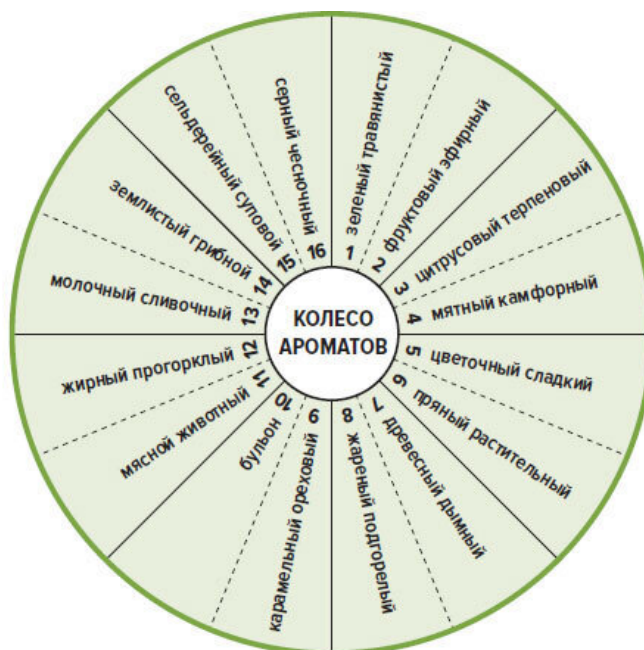 КОЛЕСО
АРОМАТОВ
1 зеленый травянистый
2 фруктовый эфирный
3 цитрусовый терпеновый
4 мятный камфорный
5 цветочный сладкий
6 пряный растительный
7 древесный дымный
8 жареный подгорелый
9 карамельный ореховый
10 бульон
11 мясной животный
12 жирный прогорклый
13 молочный сливочный
14 землистый грибной
15 сельдерейный суповой
16 серный чесночный